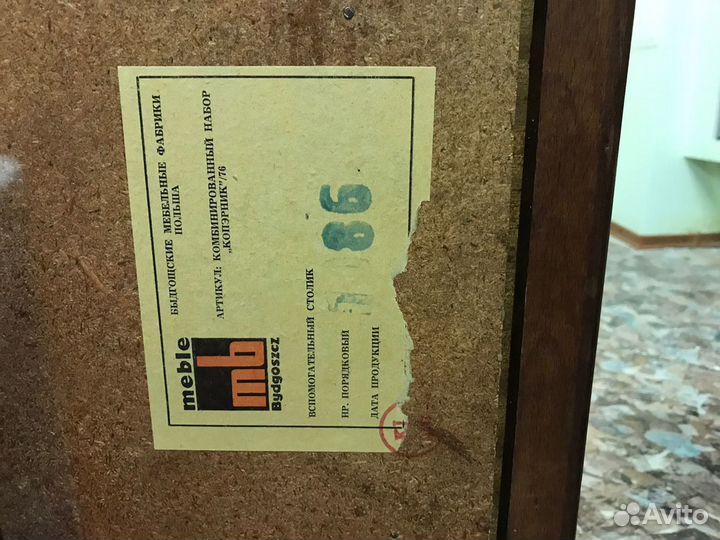 БЫДГОЩСКИЕ МЕБЕЛЬНЫЕ ФАБРИКИ
ПОЛЬША
meble
mb
Bydgoszcz
АРТИКУЛ: КОМБИНИРОВАННЫЙ НАБОР
„КОПЭРНИК"/76
ВСПОМОГАТЕЛЬНЫЙ СТОЛИК
НР. ПОРЯДКОВЫЙ
86
ДАТА ПРОДУКЦИИ
Avito